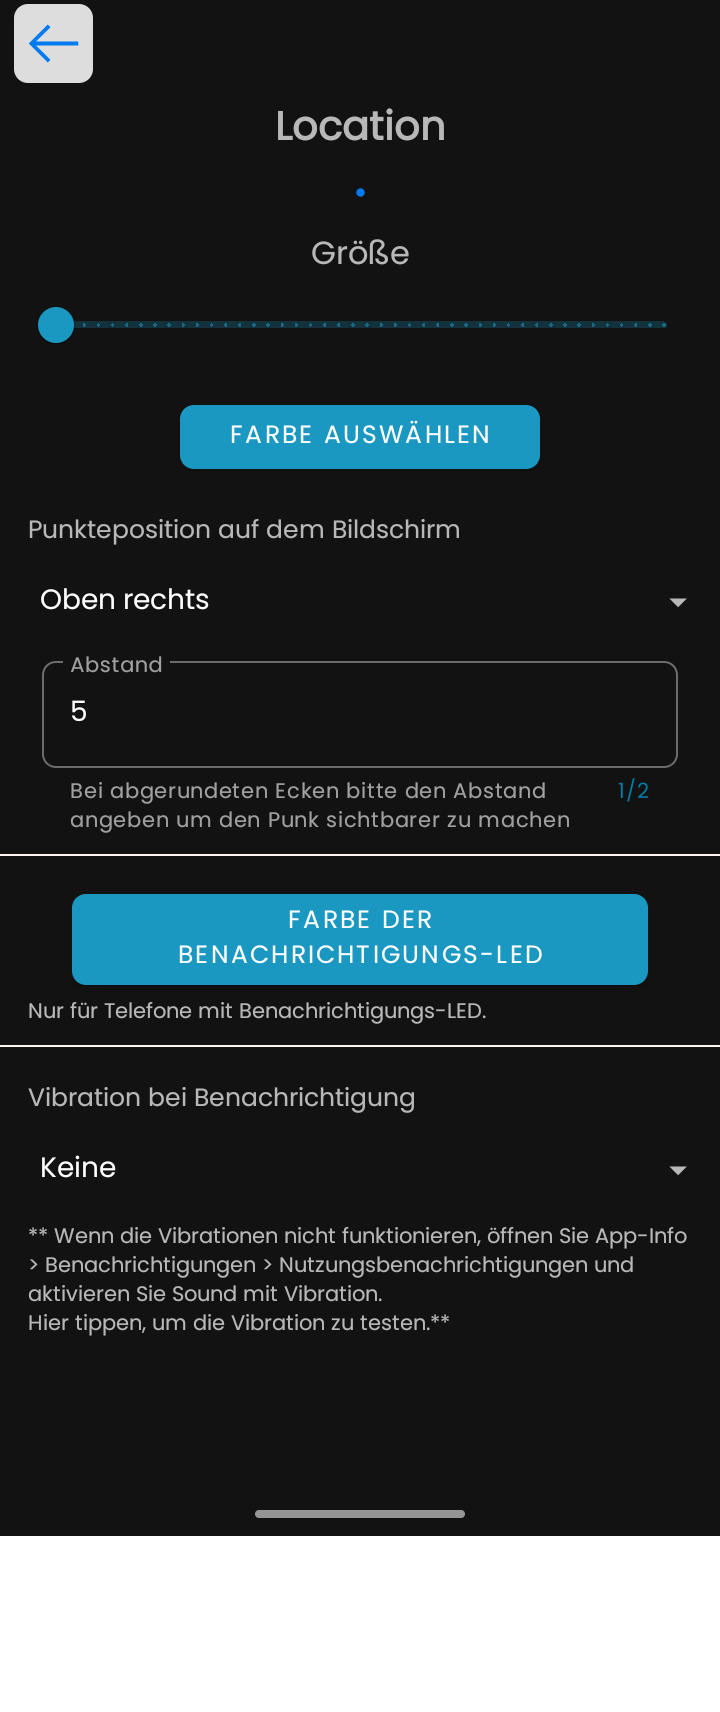 Location
Größe
FARBE AUSWÄHLEN
Punkteposition auf dem Bildschirm
Oben rechts
Abstand
5
Bei abgerundeten Ecken bitte den Abstand 1/2
angeben um den Punk sichtbarer zu machen
FARBE DER
BENACHRICHTIGUNGS-LED
Nur für Telefone mit Benachrichtigungs-LED.
Vibration bei Benachrichtigung
Keine
** Wenn die Vibrationen nicht funktionieren, öffnen Sie App-Info
> Benachrichtigungen > Nutzungsbenachrichtigungen und
aktivieren Sie Sound mit Vibration.
Hier tippen, um die Vibration zu testen.**